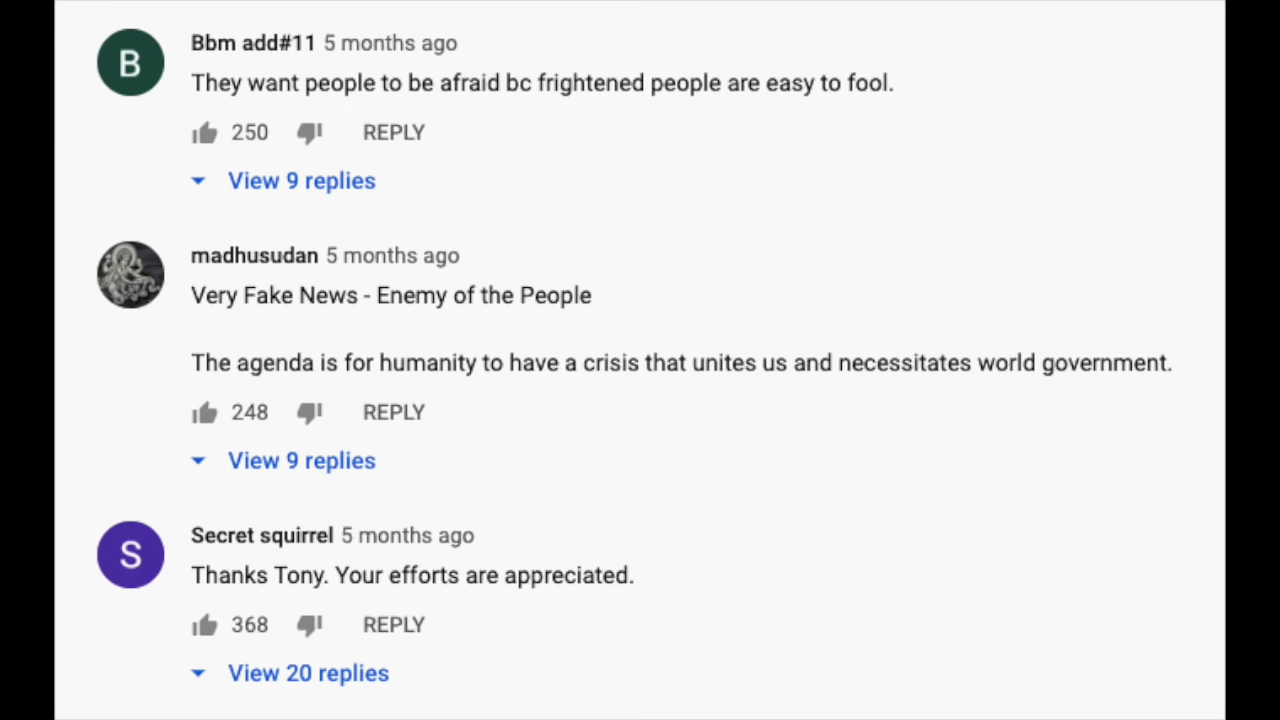 B
Bbm add#11 5 months ago
They want people to be afraid bc frightened people are easy to fool.
250 REPLY
View 9 replies
madhusudan 5 months ago
Very Fake News - Enemy of the People
The agenda is for humanity to have a crisis that unites us and necessitates world government.
248 REPLY
View 9 replies
S
Secret squirrel 5 months ago
Thanks Tony. Your efforts are appreciated.
368 REPLY
View 20 replies